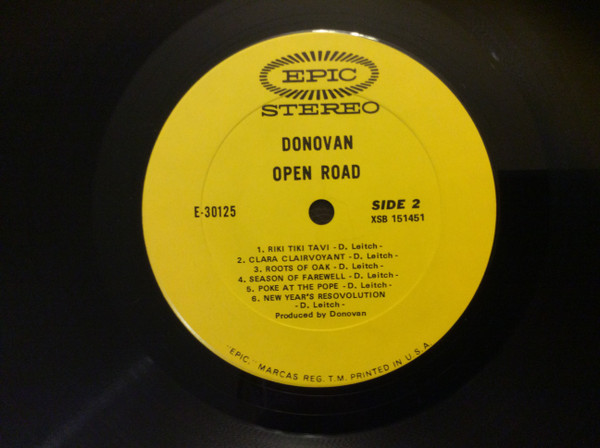 EPIC
STEREO
DONOVAN
OPEN ROAD
E-30125
SIDE 2
XSB 151451
1. RIKI TIKI TAVI - D. Leitch -
2. CLARA CLAIRVOYANT - D. Leitch -
3. ROOTS OF OAK - D. Leitch -
4. SEASON OF FAREWELL - D. Leitch -
5. POKE AT THE POPE - D. Leitch -
6. NEW YEAR'S RESOVOLUTION
- D. Leitch -
Produced by Donovan
"EPIC," MARCAS REG. T.M. PRINTED IN U.S.A.